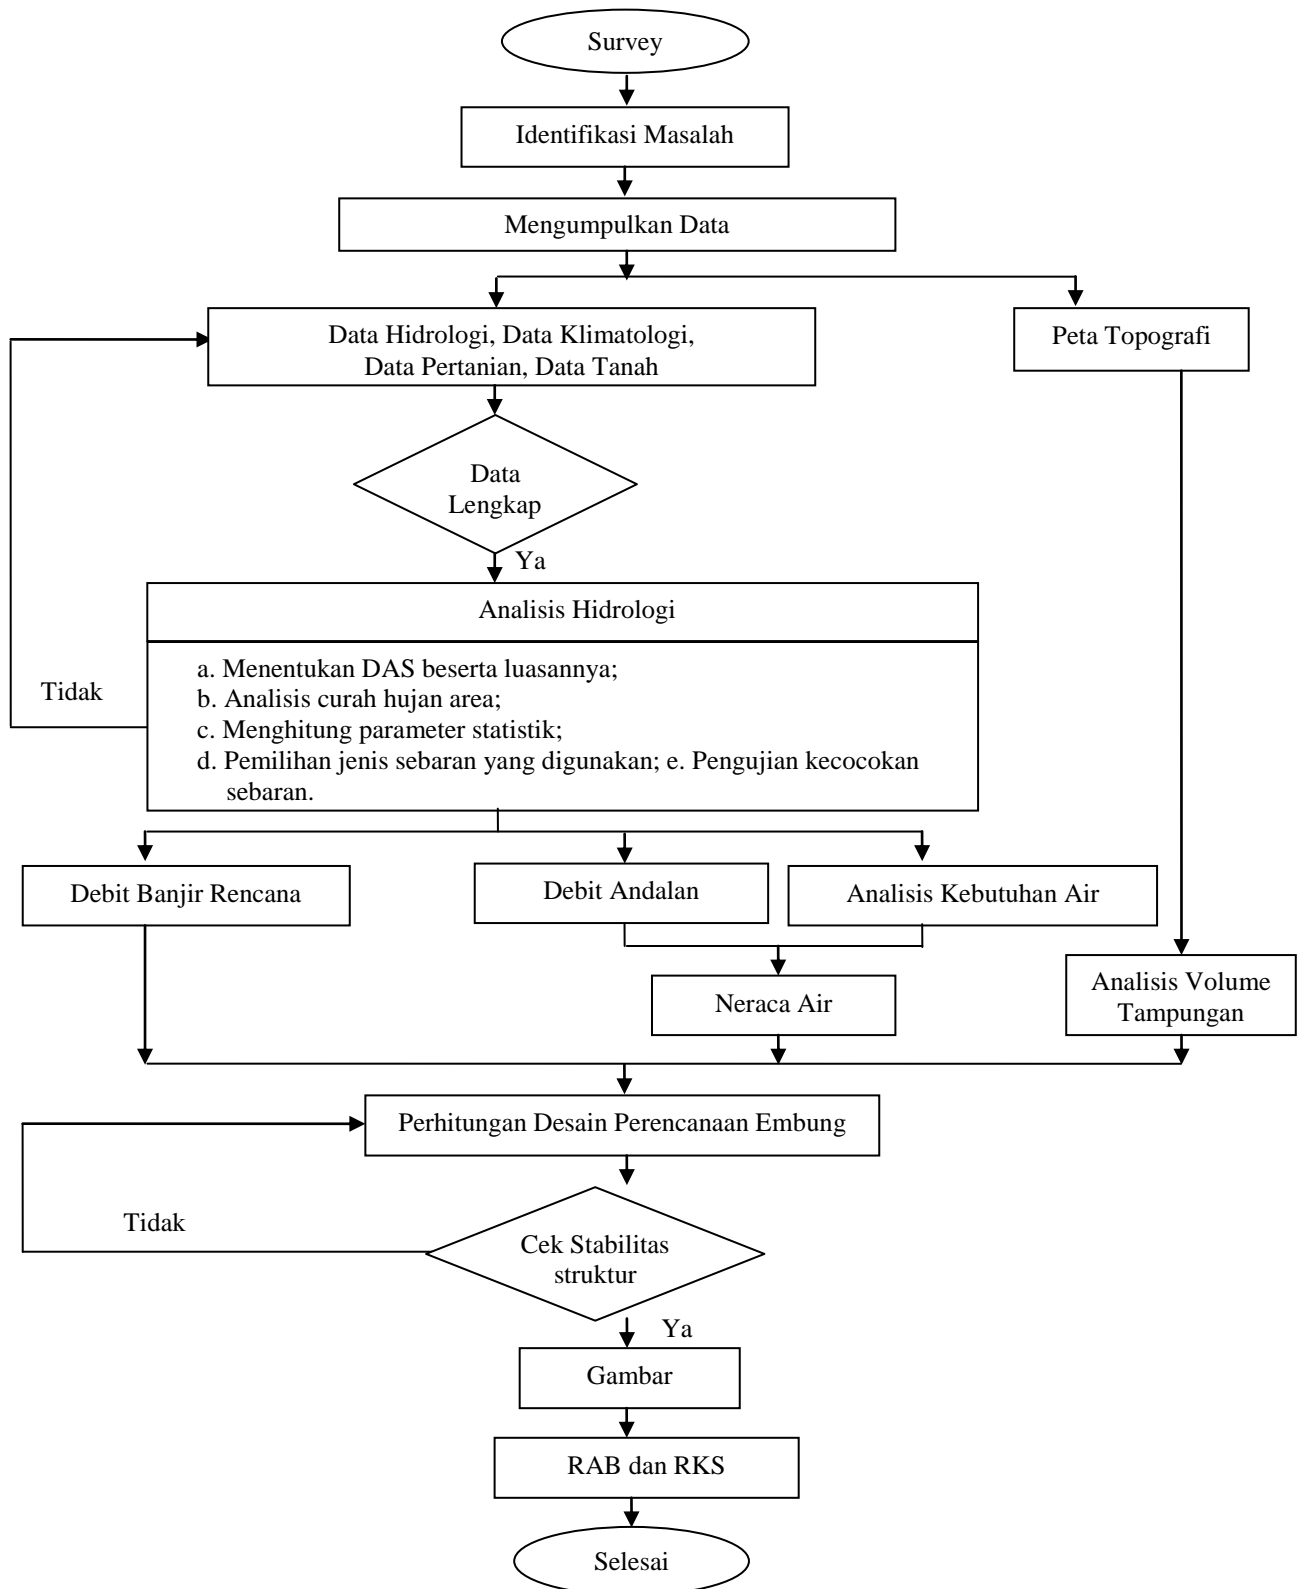 Survey
Identifikasi Masalah
Mengumpulkan Data
Data Hidrologi, Data Klimatologi,
Data Pertanian, Data Tanah
Peta Topografi
Data
Lengkap
Ya
Analisis Hidrologi
Tidak
a. Menentukan DAS beserta luasannya;
b. Analisis curah hujan area;
c. Menghitung parameter statistik;
d. Pemilihan jenis sebaran yang digunakan; e. Pengujian kecocokan
sebaran.
Debit Banjir Rencana
Debit Andalan
Analisis Kebutuhan Air
Neraca Air
Analisis Volume
Tampungan
Perhitungan Desain Perencanaan Embung
Tidak
Cek Stabilitas
struktur
Ya
Gambar
RAB dan RKS
Selesai